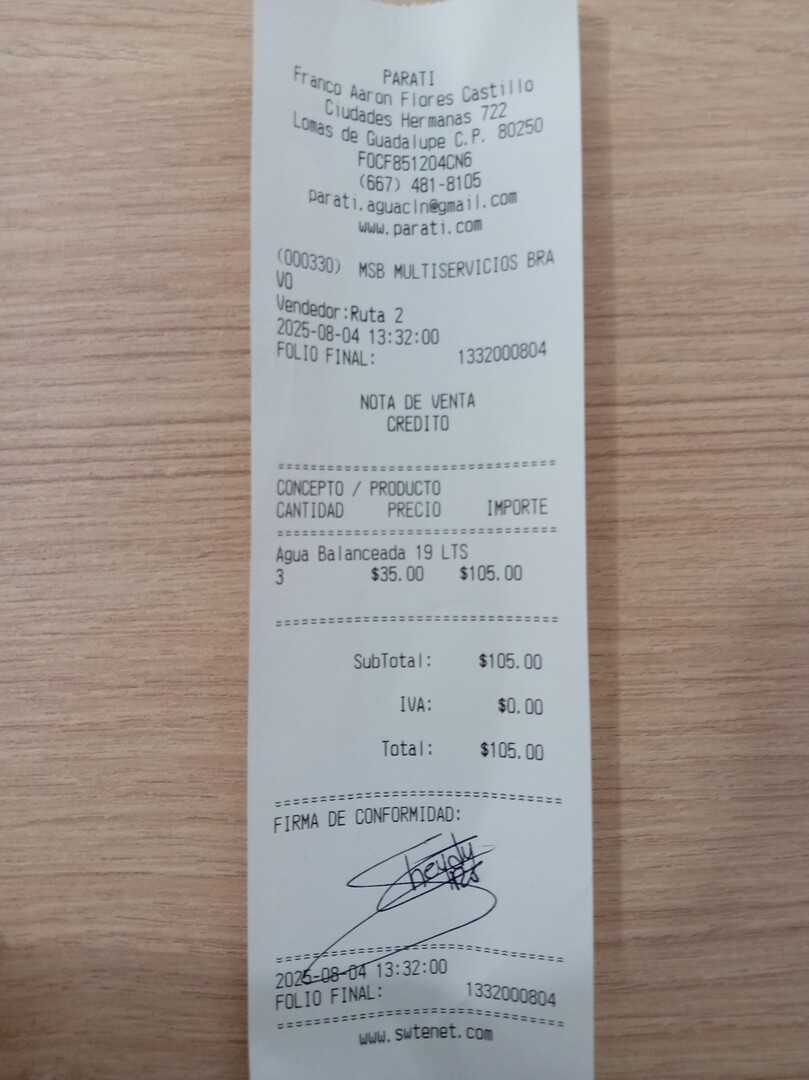 PARATI
Franco Aaron Flores Castillo
Ciudades Hermanas 722
Lomas de Guadalupe C.P. 80250
FOCF851204CN6
(667) 481-8105
parati.aguacln@gmail.com
www.parati.com
(000330) MSB MULTISERVICIOS BRA
VO
Vendedor:Ruta 2
2025-08-04 13:32:00
FOLIO FINAL: 1332000804
NOTA DE VENTA
CREDITO
==============================
CONCEPTO / PRODUCTO
CANTIDAD PRECIO IMPORTE
==============================
Agua Balanceada 19 LTS
3 $35.00 $105.00
==============================
SubTotal: $105.00
IVA: $0.00
Total: $105.00
==============================
FIRMA DE CONFORMIDAD:
==============================
2025-08-04 13:32:00
FOLIO FINAL: 1332000804
==============================
www.swtenet.com